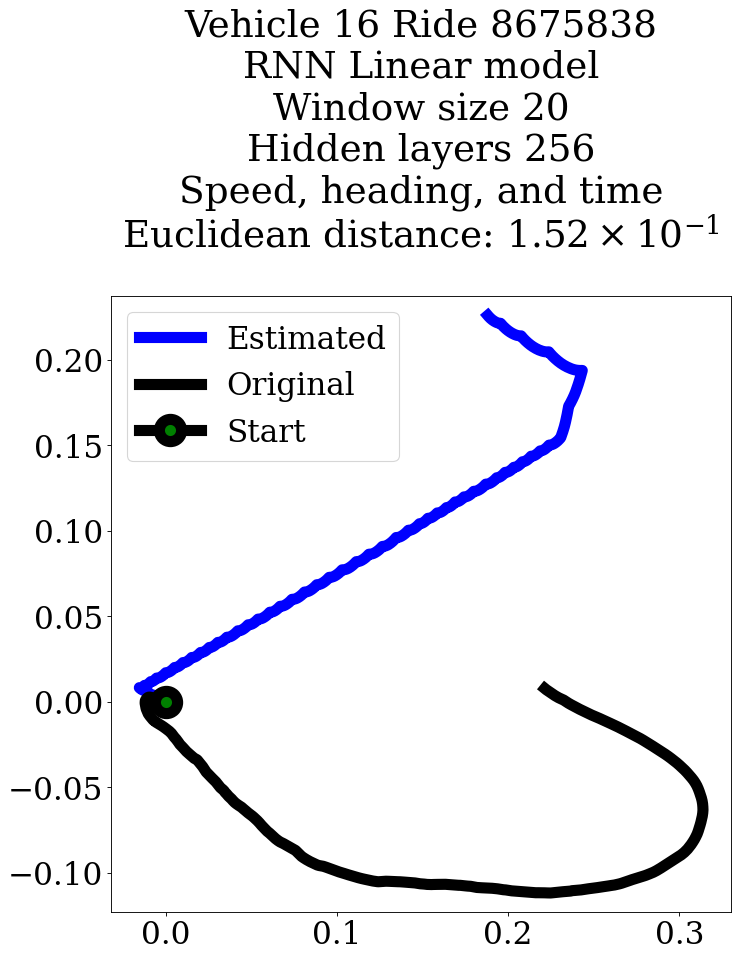 Vehicle 16 Ride 8675838
RNN Linear model
Window size 20
Hidden layers 256
Speed, heading, and time
Euclidean distance: 1.52 × 10⁻¹
Estimated
Original
Start
0.20
0.15
0.10
0.05
0.00
−0.05
−0.10
0.0 0.1 0.2 0.3